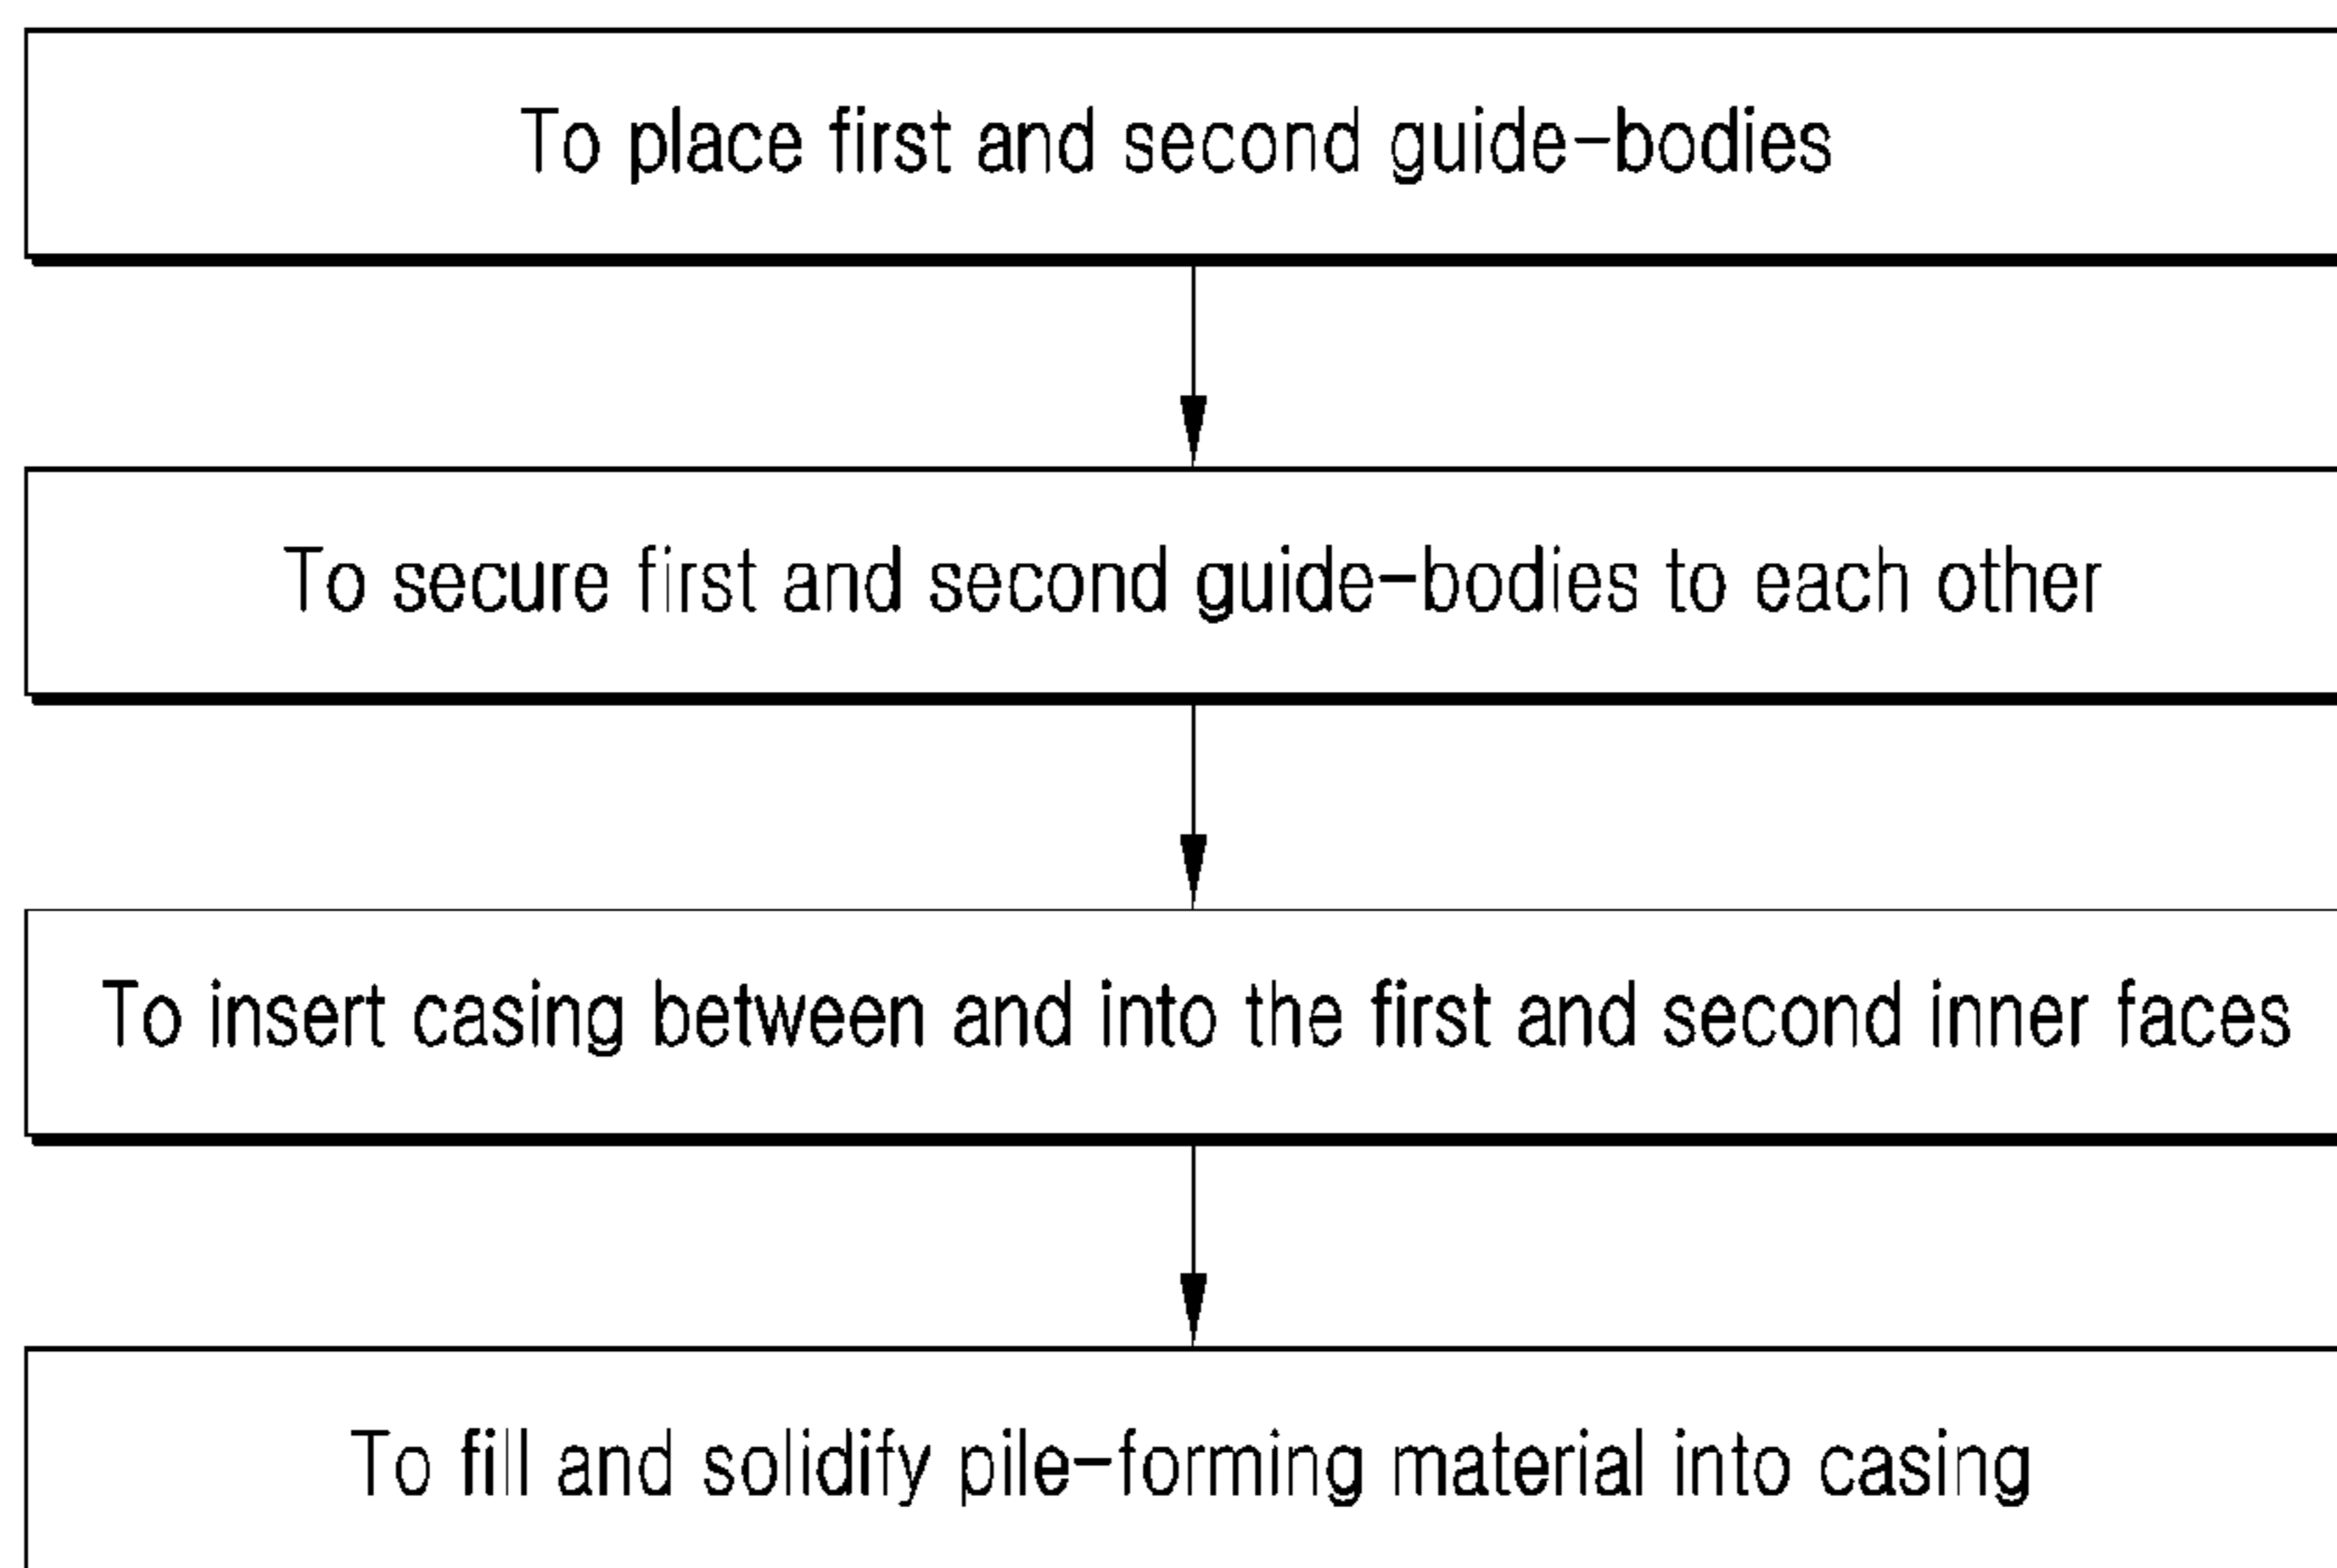 To place first and second guide-bodies
To secure first and second guide-bodies to each other
To insert casing between and into the first and second inner faces
To fill and solidify pile-forming material into casing